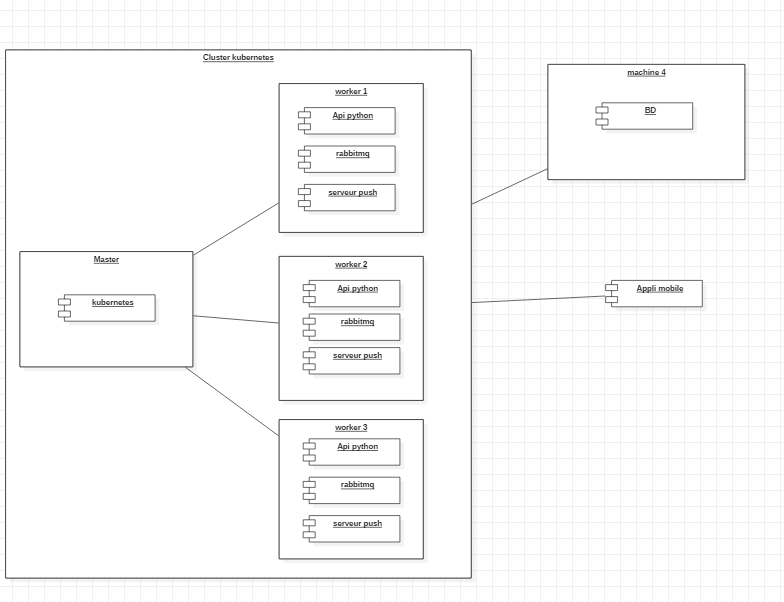 Cluster kubernetes
worker 1
Api python
rabbitmq
serveur push
machine 4
BD
Master
kubernetes
worker 2
Api python
rabbitmq
serveur push
Appli mobile
worker 3
Api python
rabbitmq
serveur push